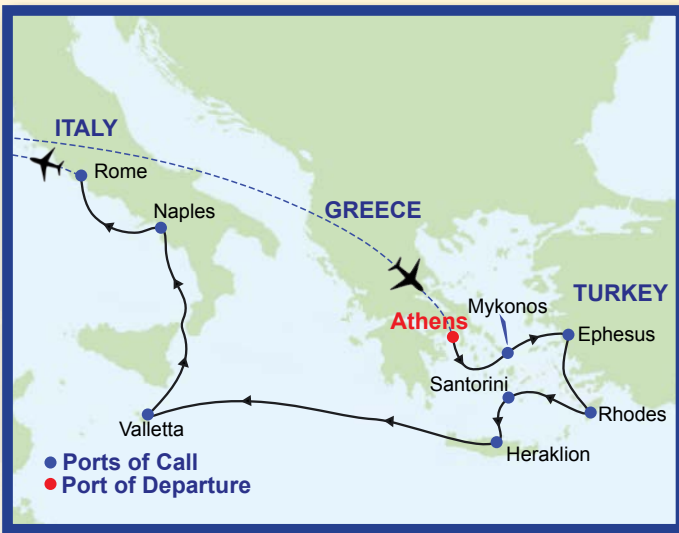 ITALY
Rome
Naples
GREECE
TURKEY
Mykonos
Athens
Ephesus
Santorini
Rhodes
Valletta
Heraklion
Ports of Call
Port of Departure